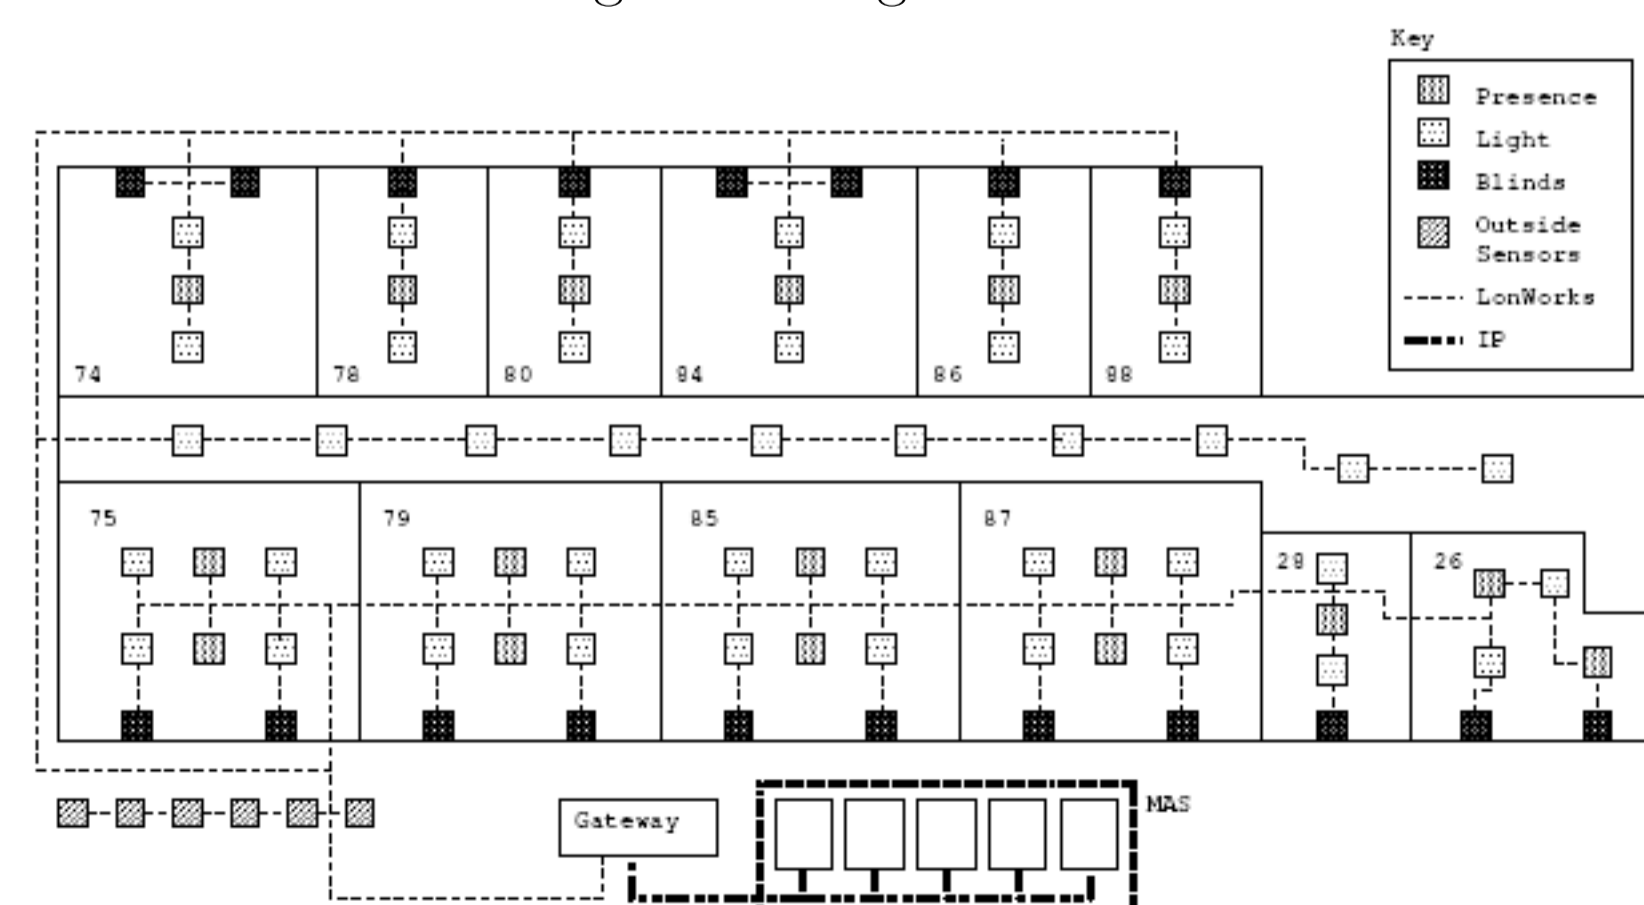 Key
Presence
Light
Blinds
Outside
Sensors
LonWorks
IP
74
78
80
84
86
88
75
79
85
87
28
26
Gateway
MAS